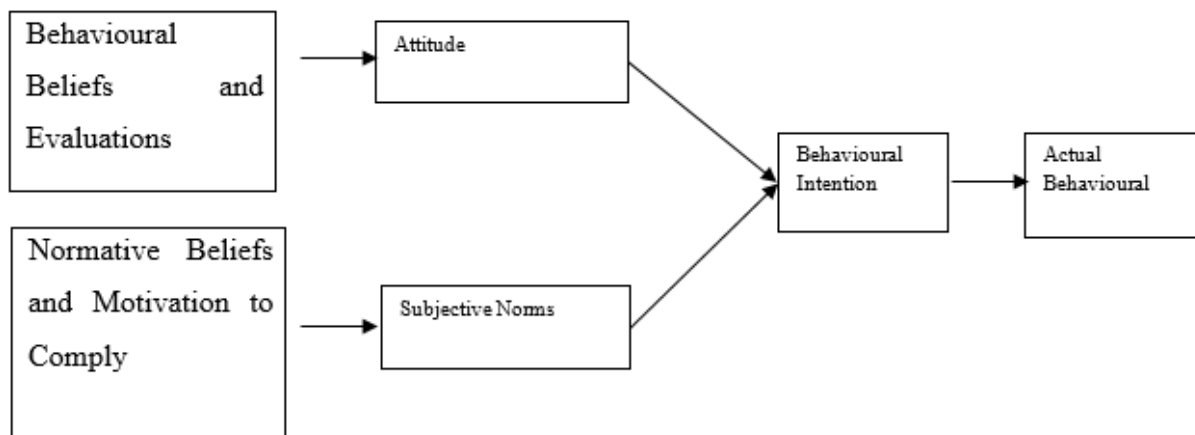 Behavioural
Beliefs and
Evaluations
Attitude
Behavioural
Intention
Actual
Behavioural
Normative Beliefs
and Motivation to
Comply
Subjective Norms